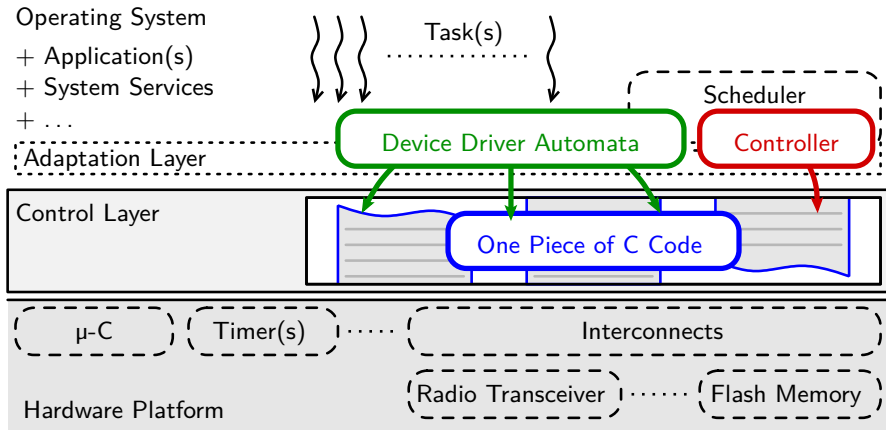 Operating System
+ Application(s)
+ System Services
+ …
Task(s)
Scheduler
Device Driver Automata
Controller
Adaptation Layer
Control Layer
One Piece of C Code
µ-C
Timer(s)
Interconnects
Radio Transceiver
Flash Memory
Hardware Platform